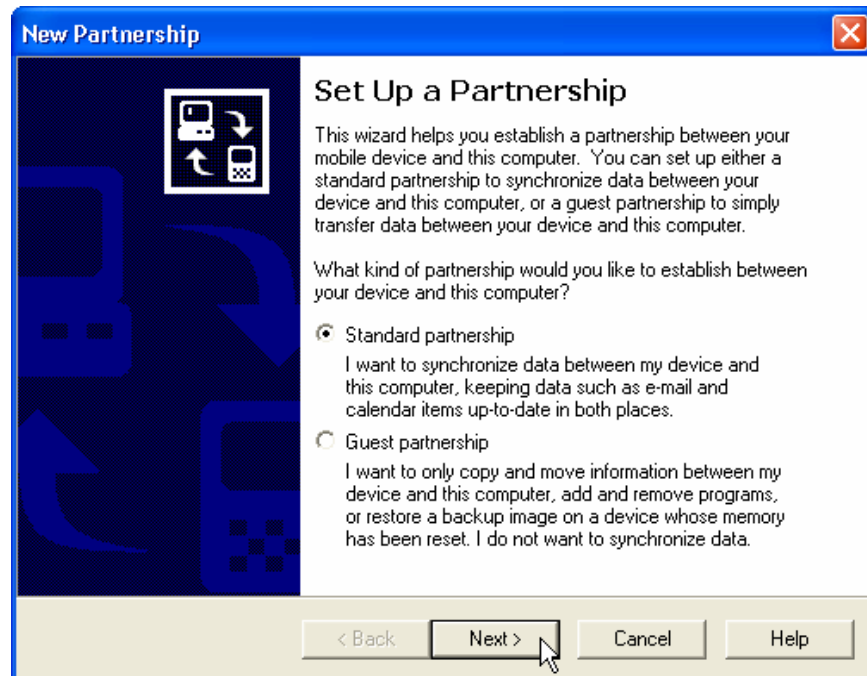 New Partnership
Set Up a Partnership
This wizard helps you establish a partnership between your
mobile device and this computer.  You can set up either a
standard partnership to synchronize data between your
device and this computer, or a guest partnership to simply
transfer data between your device and this computer.
What kind of partnership would you like to establish between
your device and this computer?
Standard partnership
I want to synchronize data between my device and
this computer, keeping data such as e-mail and
calendar items up-to-date in both places.
Guest partnership
I want to only copy and move information between my
device and this computer, add and remove programs,
or restore a backup image on a device whose memory
has been reset. I do not want to synchronize data.
< Back Next > Cancel Help